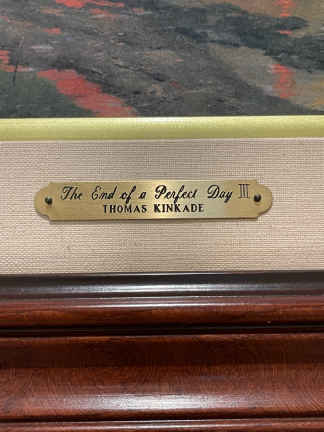 The End of a Perfect Day III
THOMAS KINKADE